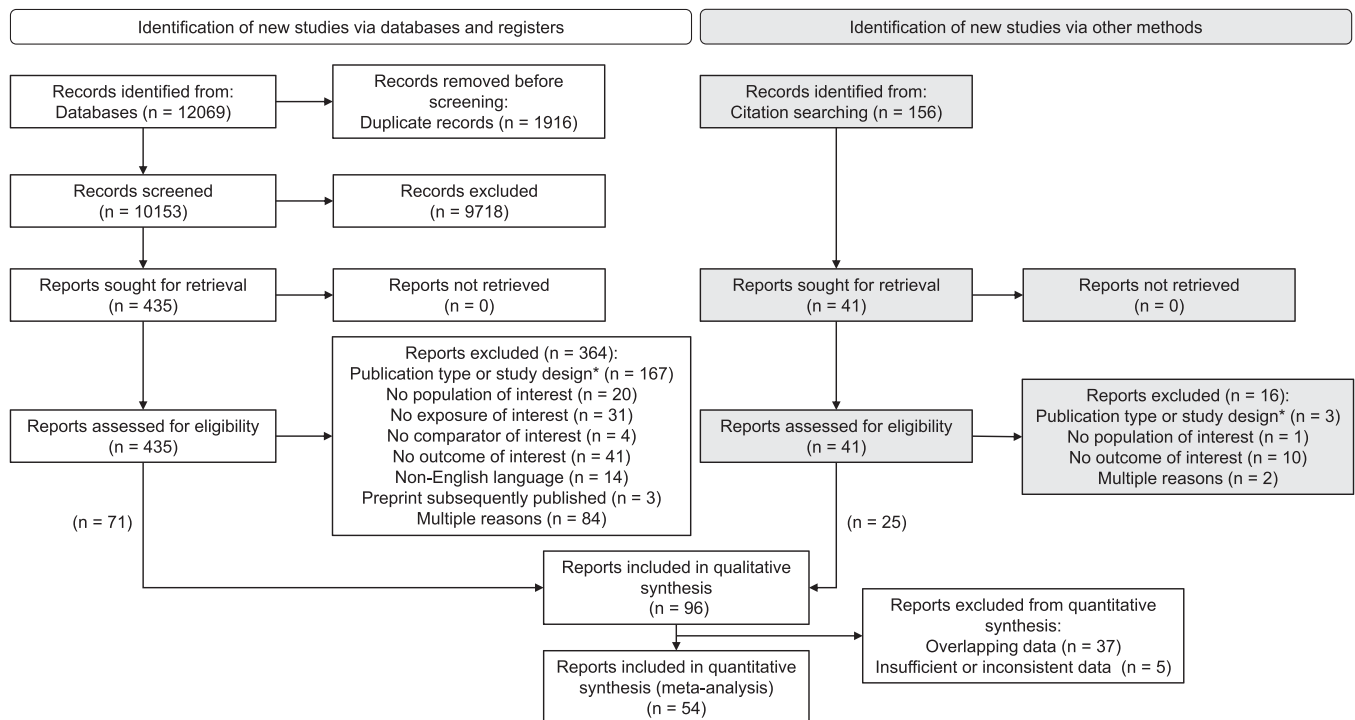 Identification of new studies via databases and registers
Identification of new studies via other methods
Records identified from:
Databases (n = 12069)
Records removed before
screening:
Duplicate records (n = 1916)
Records identified from:
Citation searching (n = 156)
Records screened
(n = 10153)
Records excluded
(n = 9718)
Reports sought for retrieval
(n = 435)
Reports not retrieved
(n = 0)
Reports sought for retrieval
(n = 41)
Reports not retrieved
(n = 0)
Reports assessed for eligibility
(n = 435)
Reports excluded (n = 364):
Publication type or study design* (n = 167)
No population of interest (n = 20)
No exposure of interest (n = 31)
No comparator of interest (n = 4)
No outcome of interest (n = 41)
Non-English language (n = 14)
Preprint subsequently published (n = 3)
Multiple reasons (n = 84)
Reports assessed for eligibility
(n = 41)
Reports excluded (n = 16):
Publication type or study design* (n = 3)
No population of interest (n = 1)
No outcome of interest (n = 10)
Multiple reasons (n = 2)
(n = 71)
(n = 25)
Reports included in qualitative
synthesis
(n = 96)
Reports excluded from quantitative
synthesis:
Overlapping data (n = 37)
Insufficient or inconsistent data (n = 5)
Reports included in quantitative
synthesis (meta-analysis)
(n = 54)